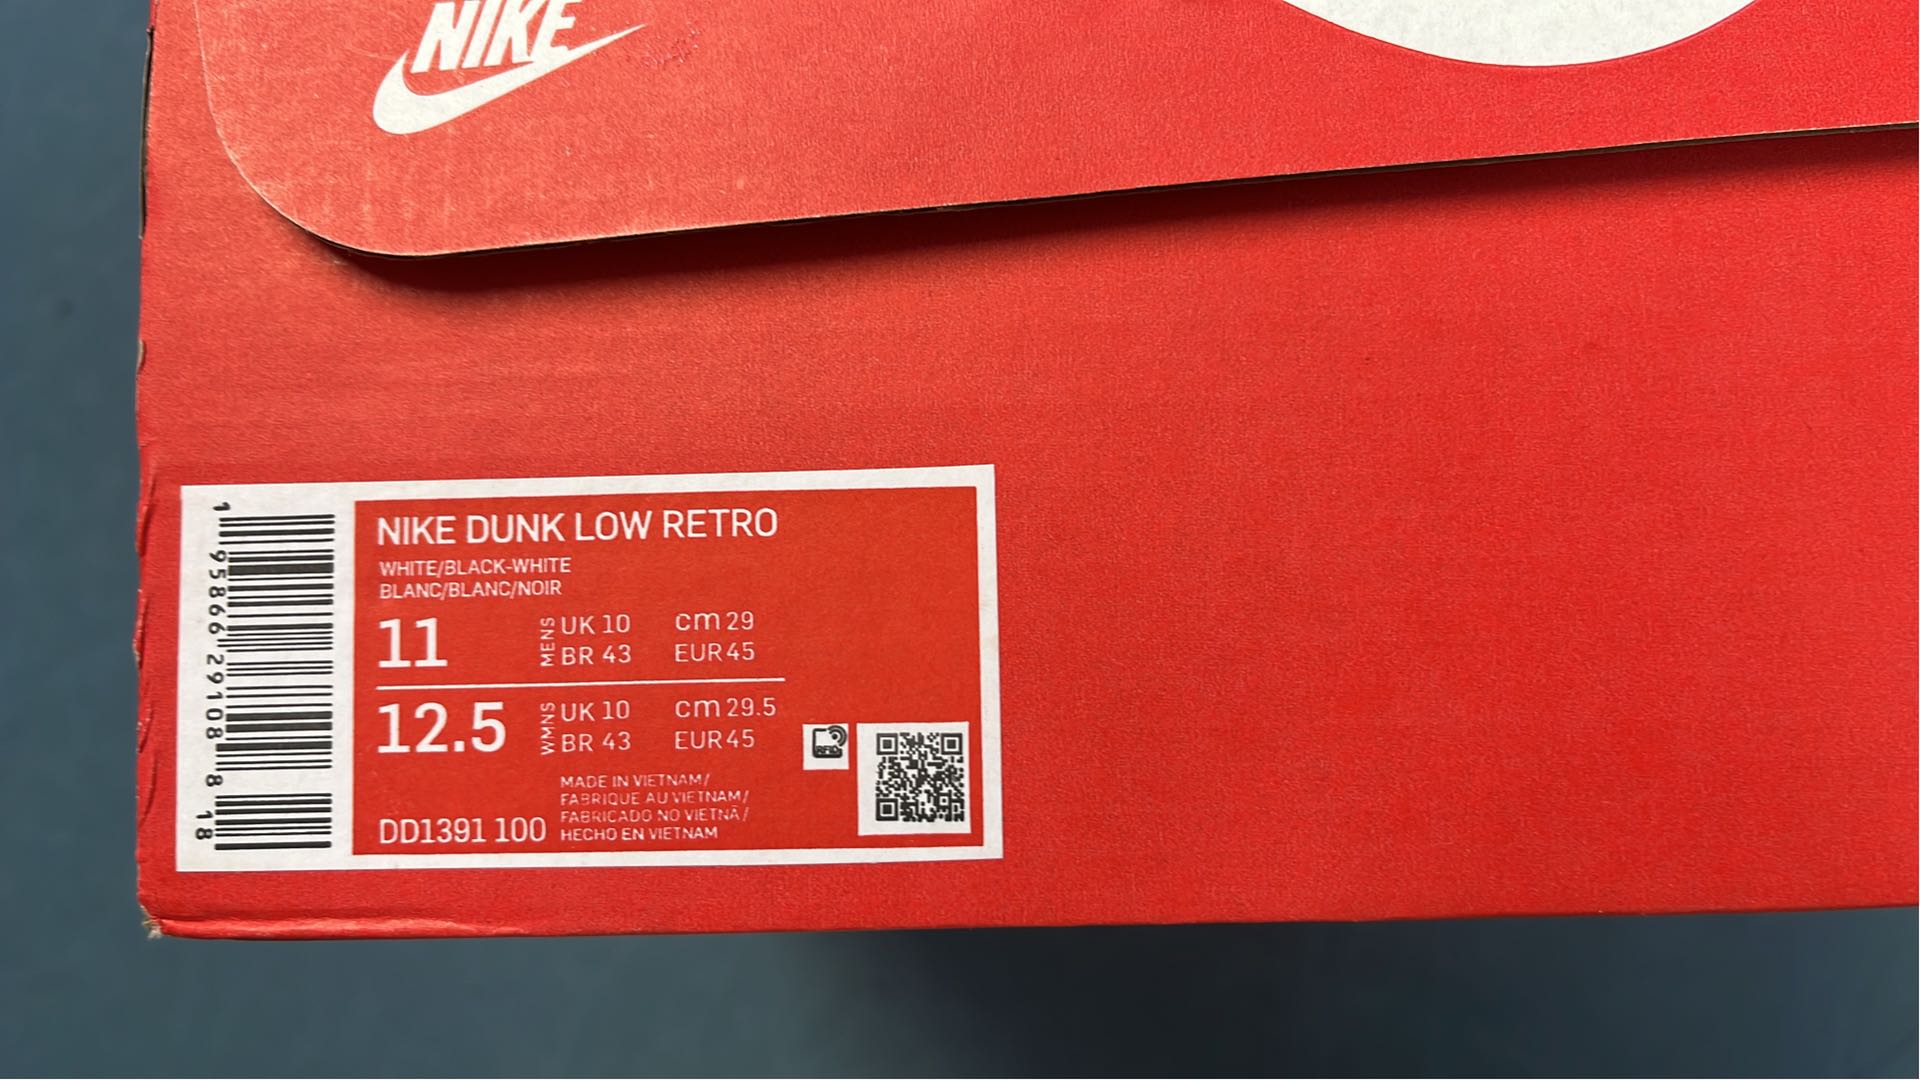 NIKE
NIKE DUNK LOW RETRO
WHITE/BLACK-WHITE
BLANC/BLANC/NOIR
11 MENS UK 10 cm 29
BR 43 EUR 45
12.5 WMNS UK 10 cm 29.5
BR 43 EUR 45
MADE IN VIETNAM/
FABRIQUE AU VIETNAM/
FABRICADO NO VIETNÃ/
HECHO EN VIETNAM
DD1391 100
RFID
1 95866 29108 8 18